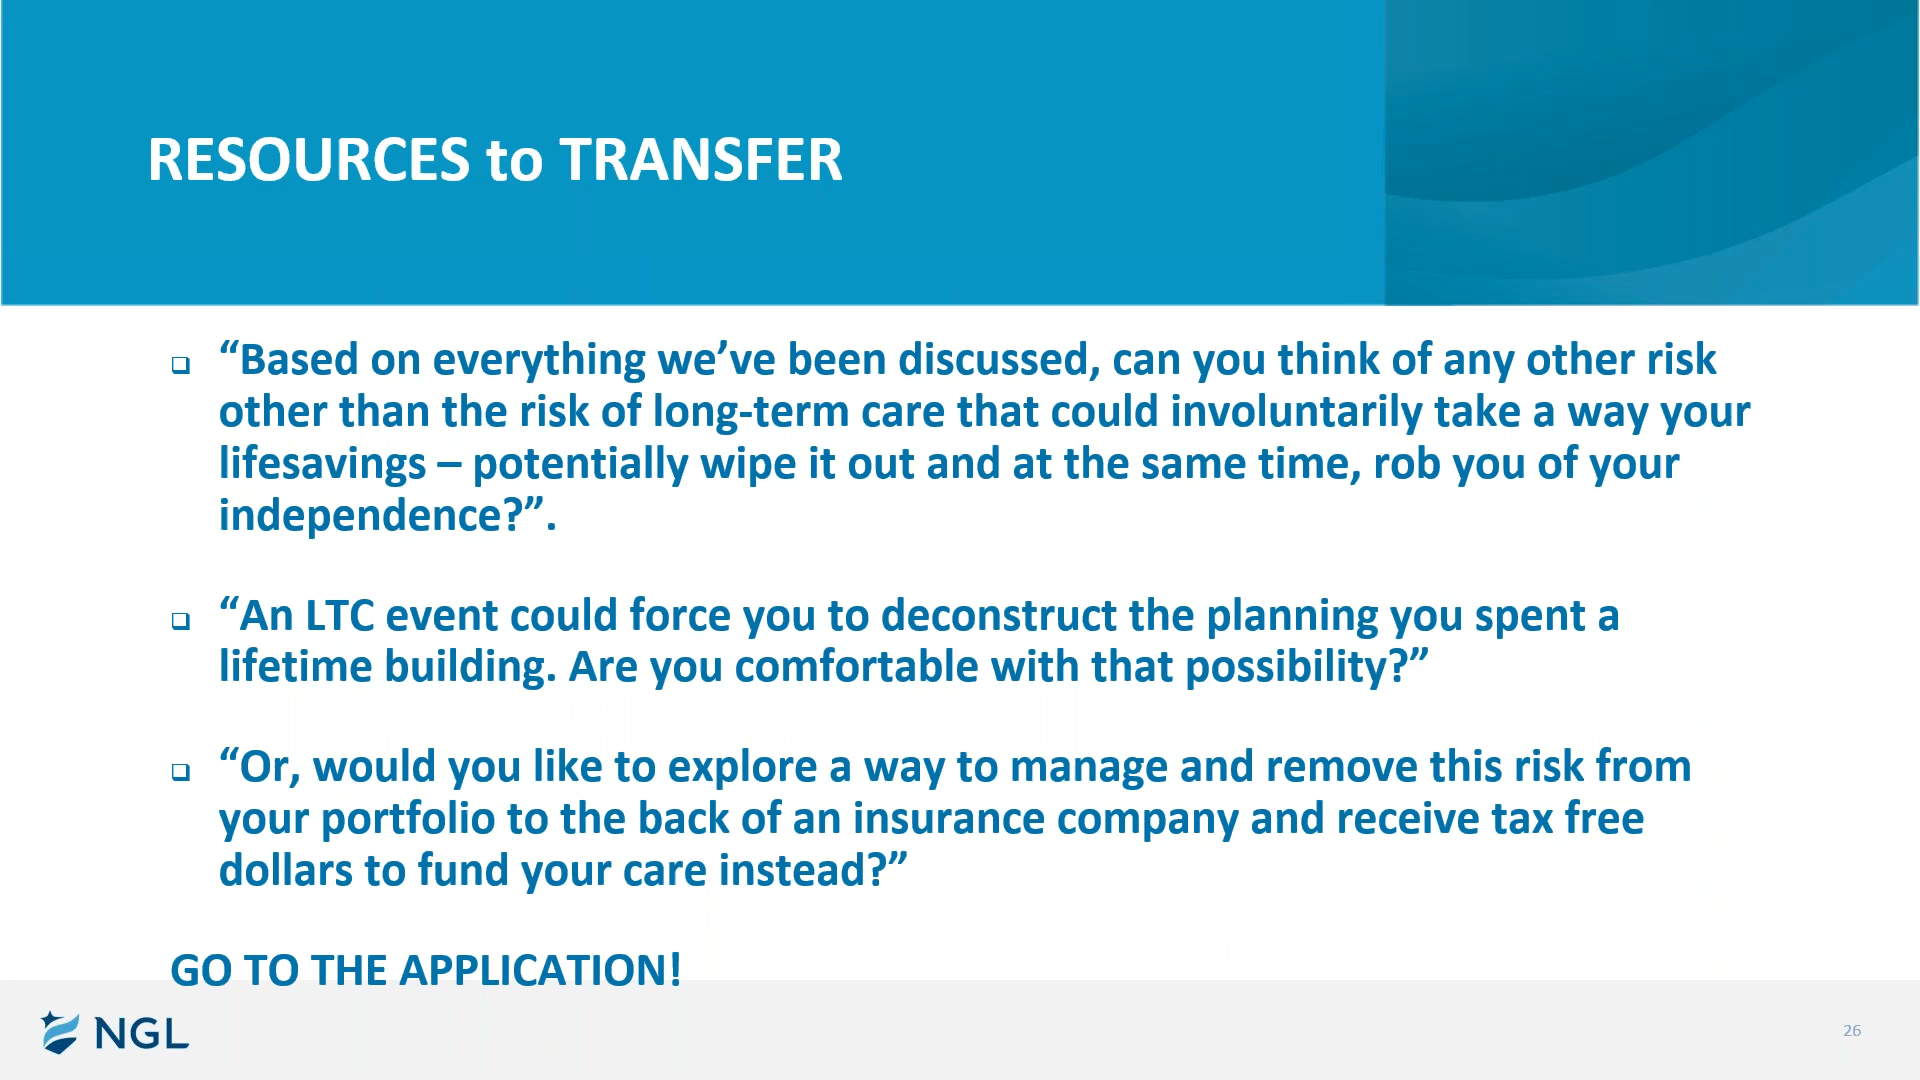 RESOURCES to TRANSFER
“Based on everything we’ve been discussed, can you think of any other risk
other than the risk of long-term care that could involuntarily take a way your
lifesavings – potentially wipe it out and at the same time, rob you of your
independence?”.
“An LTC event could force you to deconstruct the planning you spent a
lifetime building. Are you comfortable with that possibility?”
“Or, would you like to explore a way to manage and remove this risk from
your portfolio to the back of an insurance company and receive tax free
dollars to fund your care instead?”
GO TO THE APPLICATION!
NGL
26